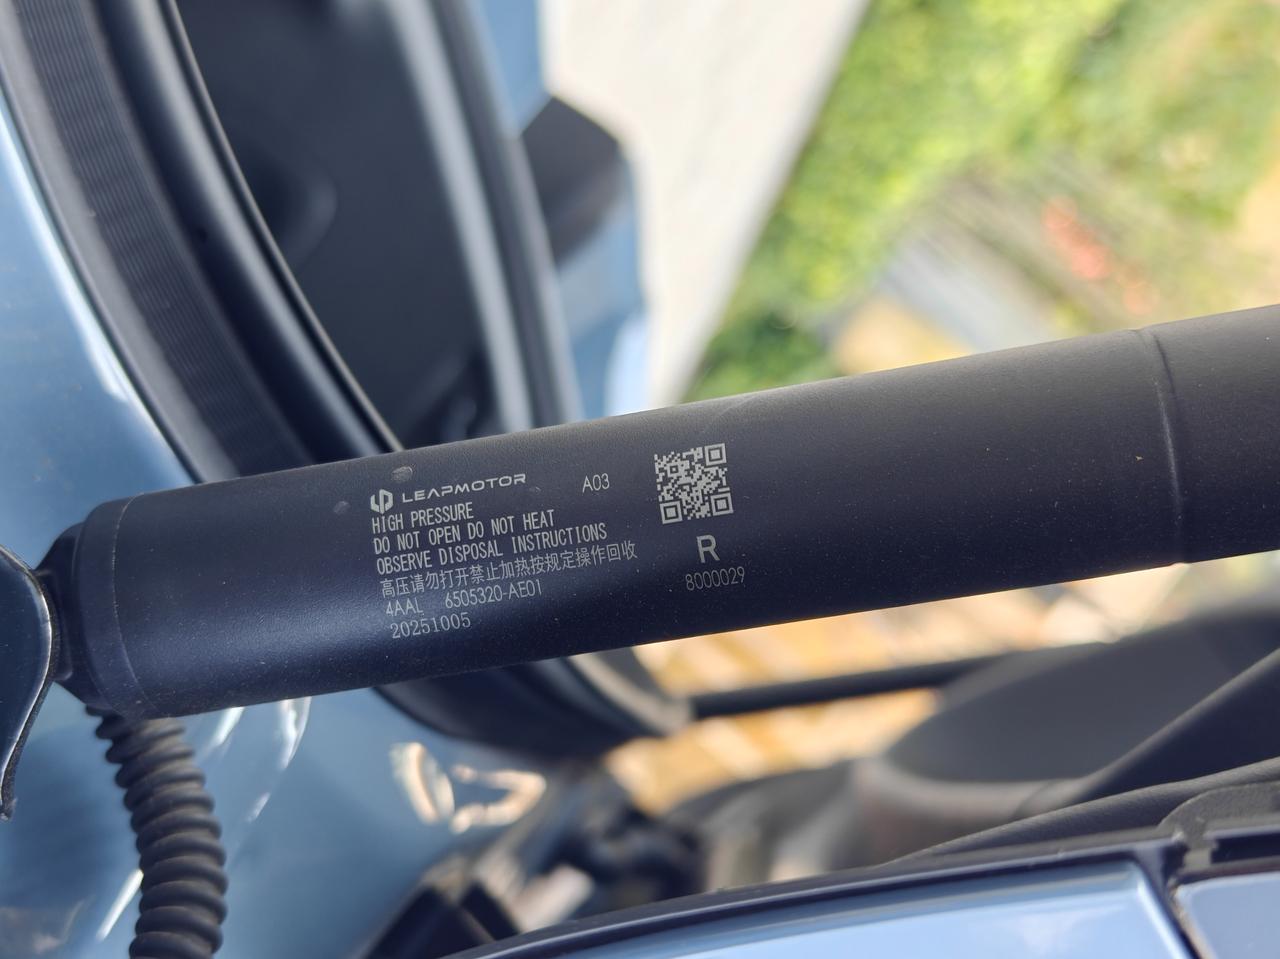 LEAPMOTOR A03
HIGH PRESSURE
DO NOT OPEN DO NOT HEAT
OBSERVE DISPOSAL INSTRUCTIONS
高压请勿打开禁止加热按规定操作回收
4AAL 6505320-AE01
20251005
R
8000029